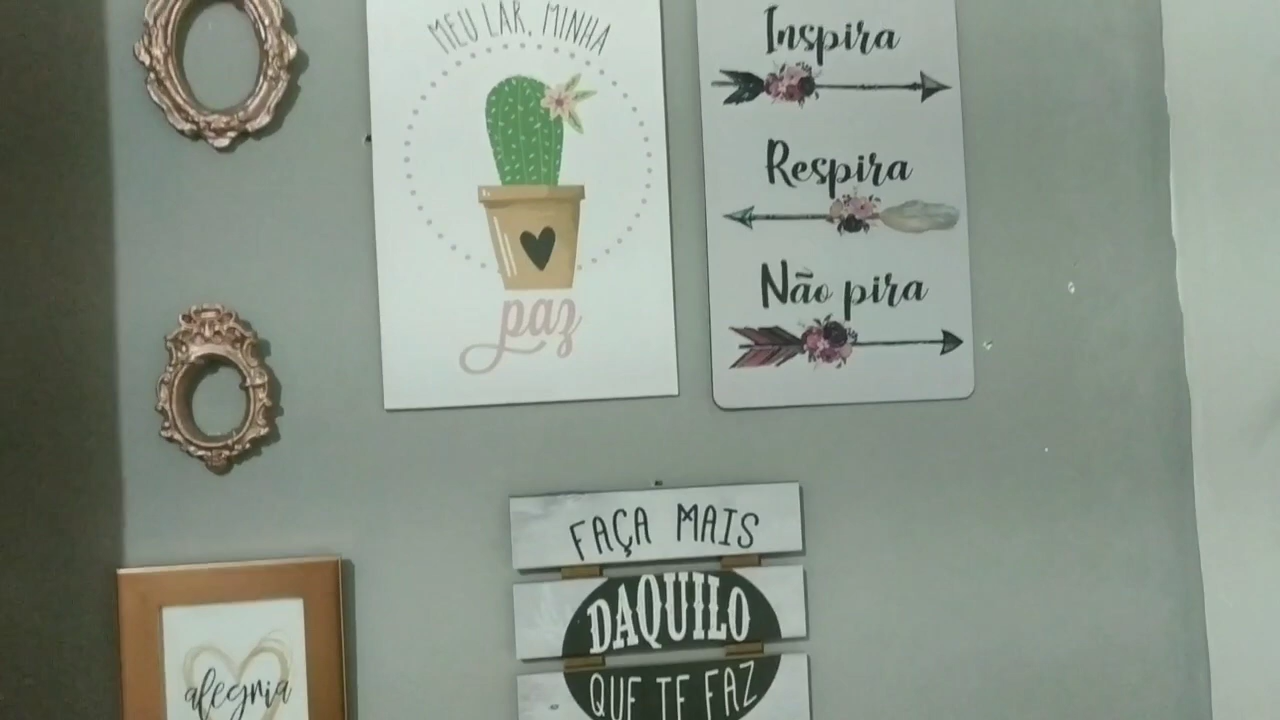 MEU LAR, MINHA
paz
Inspira
Respira
Não pira
FAÇA MAIS
DAQUILO
QUE TE FAZ
alegria